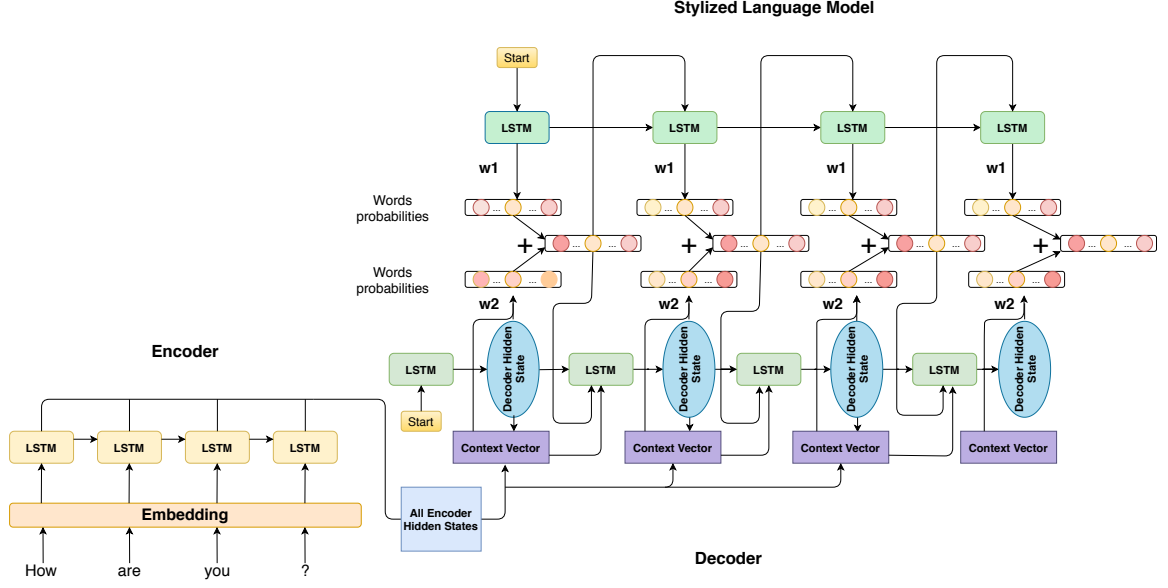 Stylized Language Model
Start
LSTM
LSTM
LSTM
LSTM
w1
w1
w1
w1
Words
probabilities
... ...
... ...
... ...
... ...
+
... ...
+
... ...
+
... ...
+
... ...
Words
probabilities
... ...
... ...
... ...
... ...
w2
w2
w2
w2
Encoder
LSTM
Decoder Hidden
State
LSTM
Decoder Hidden
State
LSTM
Decoder Hidden
State
LSTM
Decoder Hidden
State
Start
LSTM
LSTM
LSTM
LSTM
Context Vector
Context Vector
Context Vector
Context Vector
Embedding
All Encoder
Hidden States
How
are
you
?
Decoder